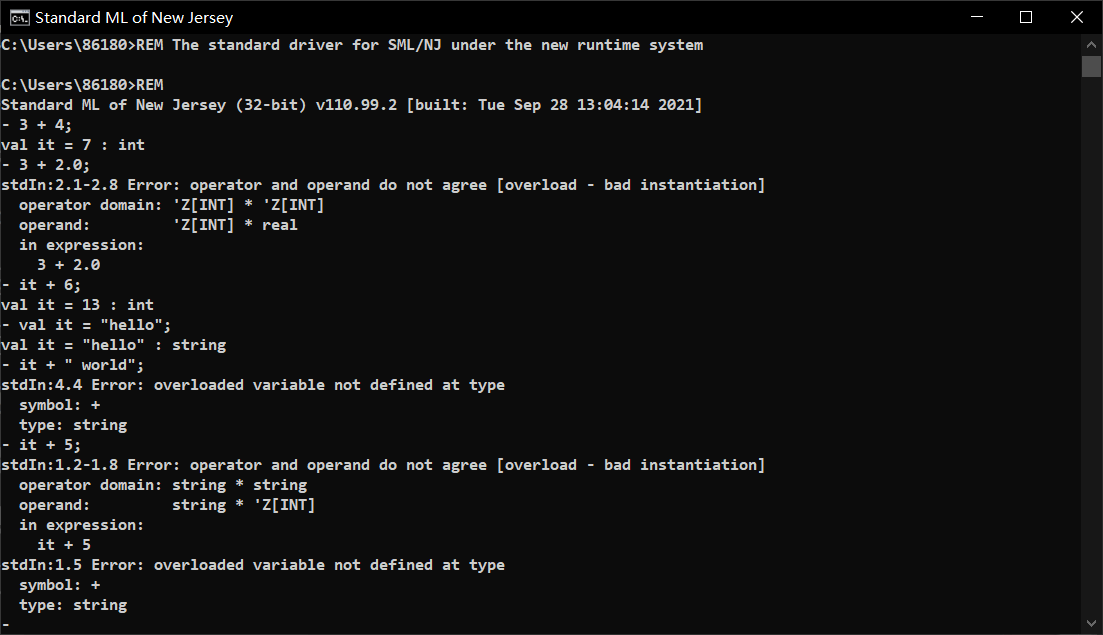 Standard ML of New Jersey
C:\Users\86180>REM The standard driver for SML/NJ under the new runtime system
C:\Users\86180>REM
Standard ML of New Jersey (32-bit) v110.99.2 [built: Tue Sep 28 13:04:14 2021]
- 3 + 4;
val it = 7 : int
- 3 + 2.0;
stdIn:2.1-2.8 Error: operator and operand do not agree [overload - bad instantiation]
  operator domain: 'Z[INT] * 'Z[INT]
  operand:         'Z[INT] * real
  in expression:
    3 + 2.0
- it + 6;
val it = 13 : int
- val it = "hello";
val it = "hello" : string
- it + " world";
stdIn:4.4 Error: overloaded variable not defined at type
  symbol: +
  type: string
- it + 5;
stdIn:1.2-1.8 Error: operator and operand do not agree [overload - bad instantiation]
  operator domain: string * string
  operand:         string * 'Z[INT]
  in expression:
    it + 5
stdIn:1.5 Error: overloaded variable not defined at type
  symbol: +
  type: string
-